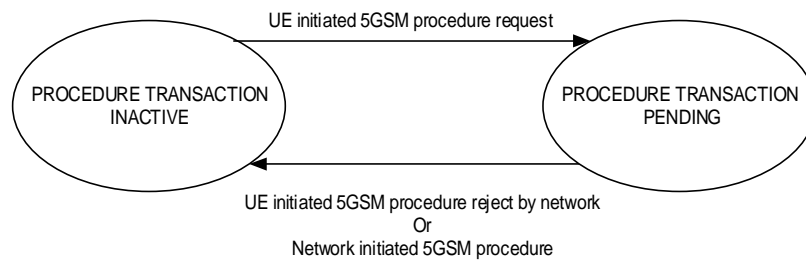 UE initiated 5GSM procedure request
PROCEDURE TRANSACTION
INACTIVE
PROCEDURE TRANSACTION
PENDING
UE initiated 5GSM procedure reject by network
Or
Network initiated 5GSM procedure